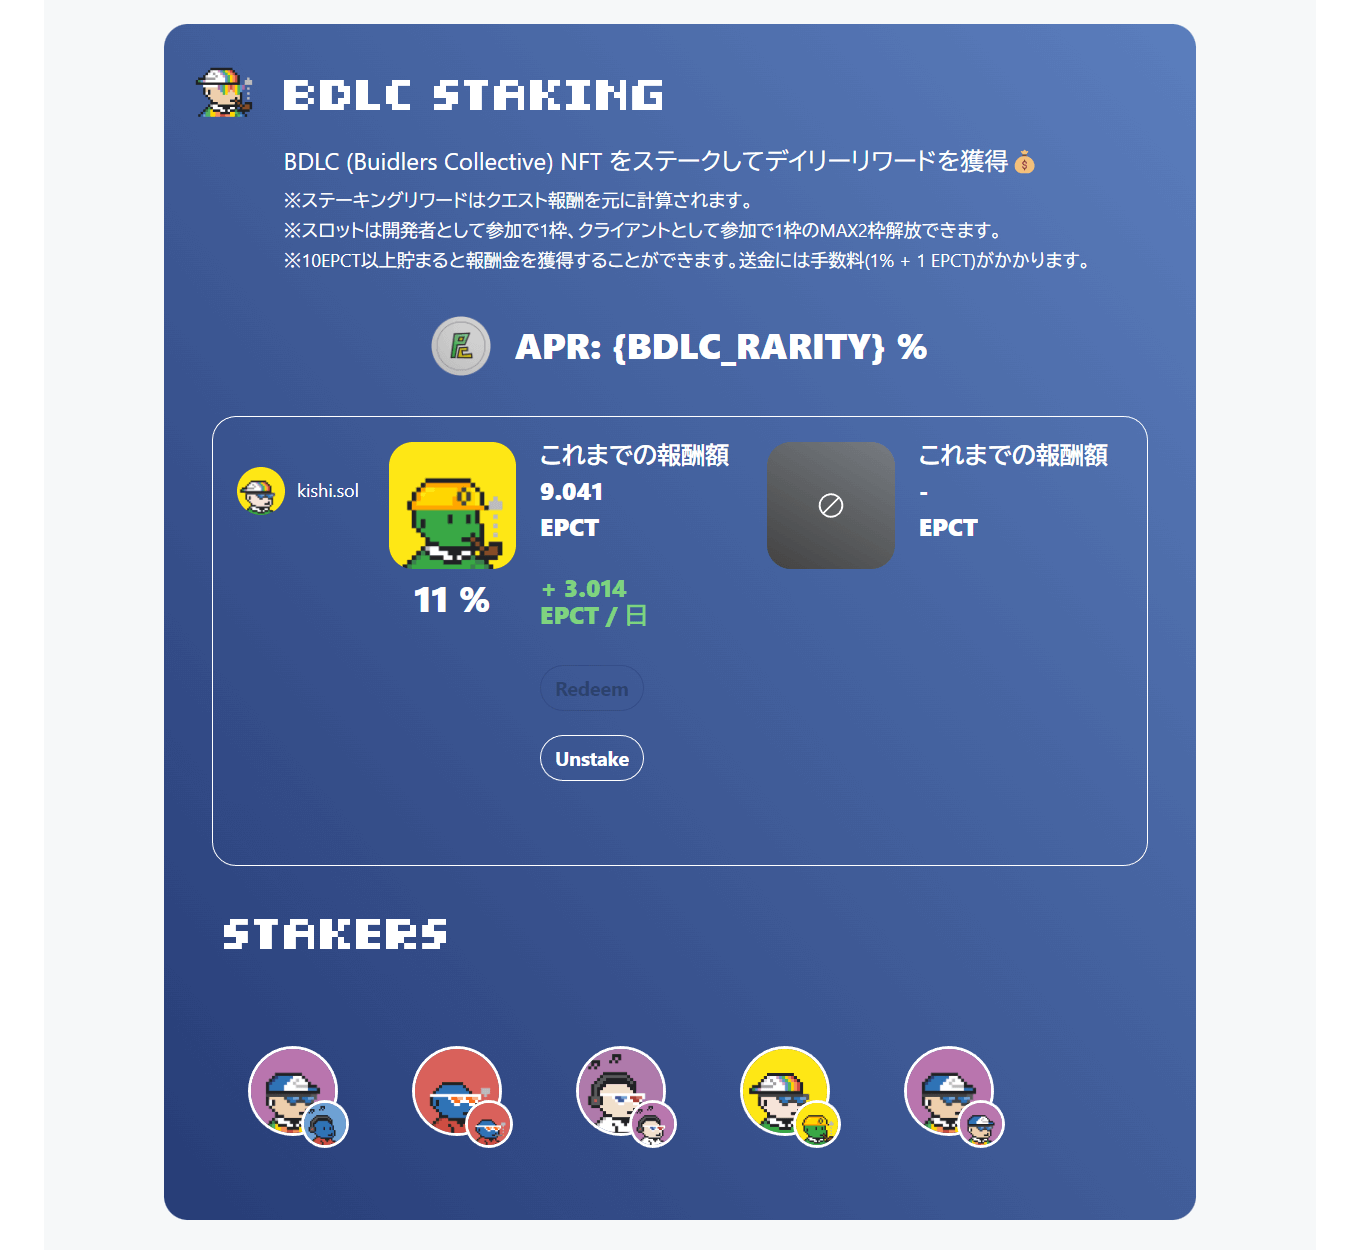 BDLC STAKING
BDLC (Buidlers Collective) NFT をステークしてデイリーリワードを獲得💰
※ステーキングリワードはクエスト報酬を元に計算されます。
※スロットは開発者として参加で1枠、クライアントとして参加で1枠のMAX2枠解放できます。
※10EPCT以上貯まると報酬金を獲得することができます。送金には手数料(1% + 1 EPCT)がかかります。
APR: {BDLC_RARITY} %
kishi.sol
11 %
これまでの報酬額
9.041
EPCT
+ 3.014
EPCT / 日
Redeem
Unstake
これまでの報酬額
-
EPCT
STAKERS